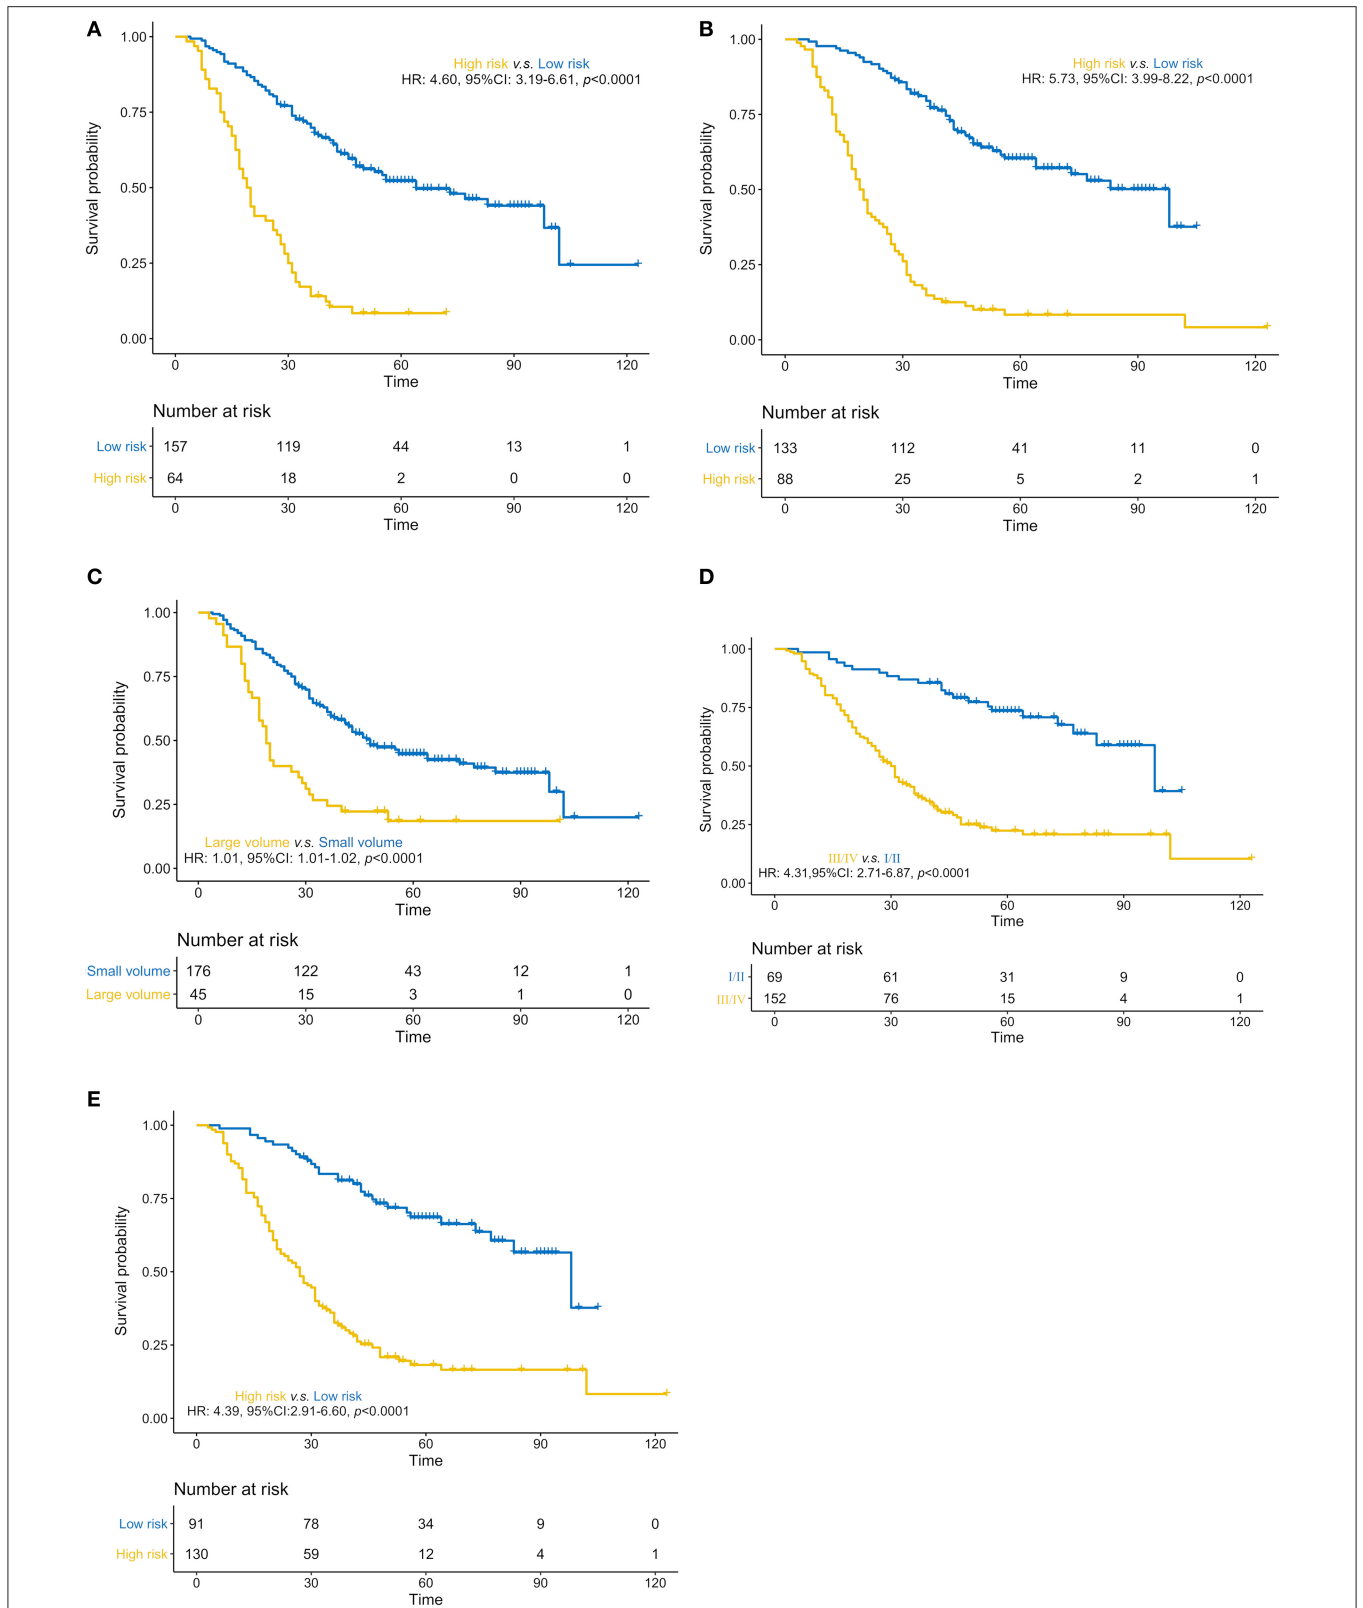 A
1.00
0.75
0.50
0.25
0.00
Survival probability
High risk v.s. Low risk
HR: 4.60, 95%CI: 3.19-6.61, p<0.0001
0 30 60 90 120
Time
Number at risk
Low risk 157 119 44 13 1
High risk 64 18 2 0 0
0 30 60 90 120
Time
B
1.00
0.75
0.50
0.25
0.00
Survival probability
High risk v.s. Low risk
HR: 5.73, 95%CI: 3.99-8.22, p<0.0001
0 30 60 90 120
Time
Number at risk
Low risk 133 112 41 11 0
High risk 88 25 5 2 1
0 30 60 90 120
Time
C
1.00
0.75
0.50
0.25
0.00
Survival probability
Large volume v.s. Small volume
HR: 1.01, 95%CI: 1.01-1.02, p<0.0001
0 30 60 90 120
Time
Number at risk
Small volume 176 122 43 12 1
Large volume 45 15 3 1 0
0 30 60 90 120
Time
D
1.00
0.75
0.50
0.25
0.00
Survival probability
III/IV v.s. I/II
HR: 4.31,95%CI: 2.71-6.87, p<0.0001
0 30 60 90 120
Time
Number at risk
I/II 69 61 31 9 0
III/IV 152 76 15 4 1
0 30 60 90 120
Time
E
1.00
0.75
0.50
0.25
0.00
Survival probability
High risk v.s. Low risk
HR: 4.39, 95%CI:2.91-6.60, p<0.0001
0 30 60 90 120
Time
Number at risk
Low risk 91 78 34 9 0
High risk 130 59 12 4 1
0 30 60 90 120
Time